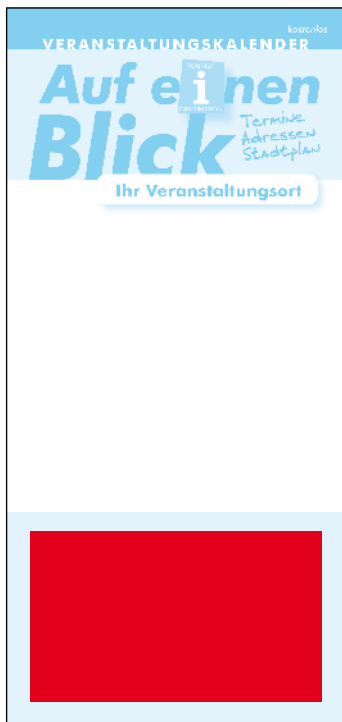 kostenlos
VERANSTALTUNGSKALENDER
Auf einen
Blick
Termine
Adressen
Stadtplan
Ihr Veranstaltungsort